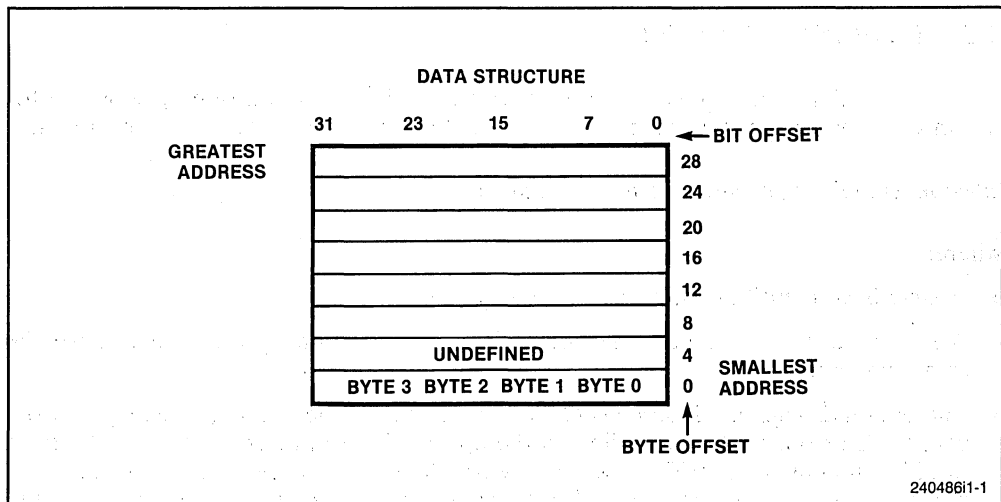 DATA STRUCTURE
31 23 15 7 0
BIT OFFSET
GREATEST
ADDRESS
28
24
20
16
12
8
UNDEFINED 4
BYTE 3 BYTE 2 BYTE 1 BYTE 0 0
SMALLEST
ADDRESS
BYTE OFFSET
240486i1-1